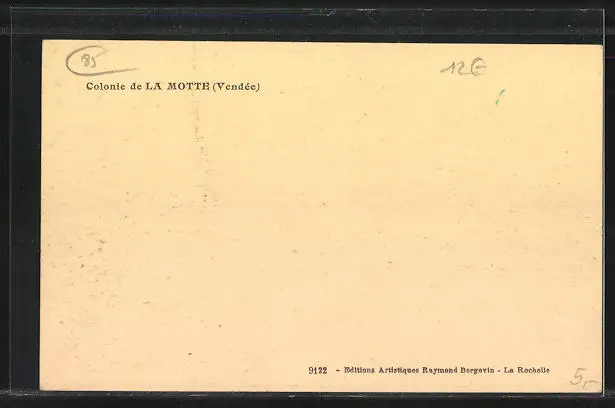 85
12€
Colonie de LA MOTTE (Vendée)
9122 - Editions Artistiques Raymond Bergevin - La Rochelle
5,-